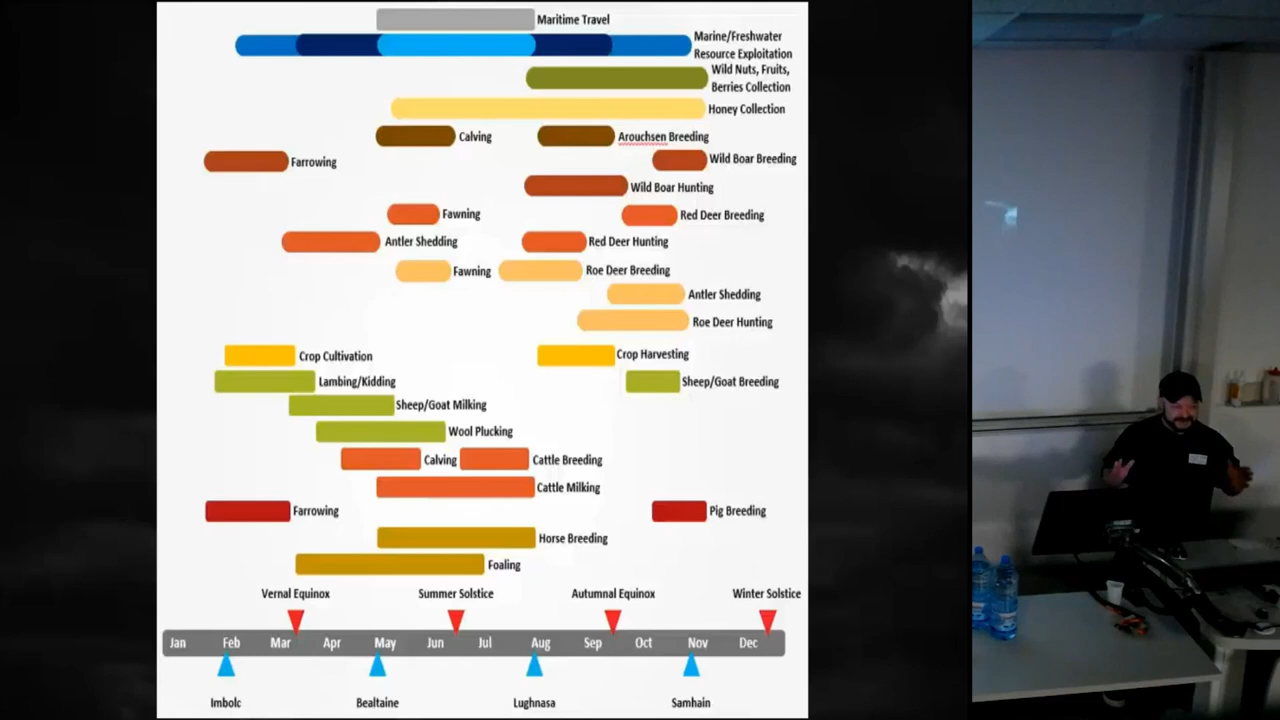 Maritime Travel
Marine/Freshwater
Resource Exploitation
Wild Nuts, Fruits,
Berries Collection
Honey Collection
Calving
Arouchsen Breeding
Farrowing
Wild Boar Breeding
Wild Boar Hunting
Fawning
Red Deer Breeding
Antler Shedding
Red Deer Hunting
Fawning
Roe Deer Breeding
Antler Shedding
Roe Deer Hunting
Crop Cultivation
Crop Harvesting
Lambing/Kidding
Sheep/Goat Breeding
Sheep/Goat Milking
Wool Plucking
Calving
Cattle Breeding
Cattle Milking
Farrowing
Pig Breeding
Horse Breeding
Foaling
Vernal Equinox
Summer Solstice
Autumnal Equinox
Winter Solstice
Jan Feb Mar Apr May Jun Jul Aug Sep Oct Nov Dec
Imbolc
Bealtaine
Lughnasa
Samhain